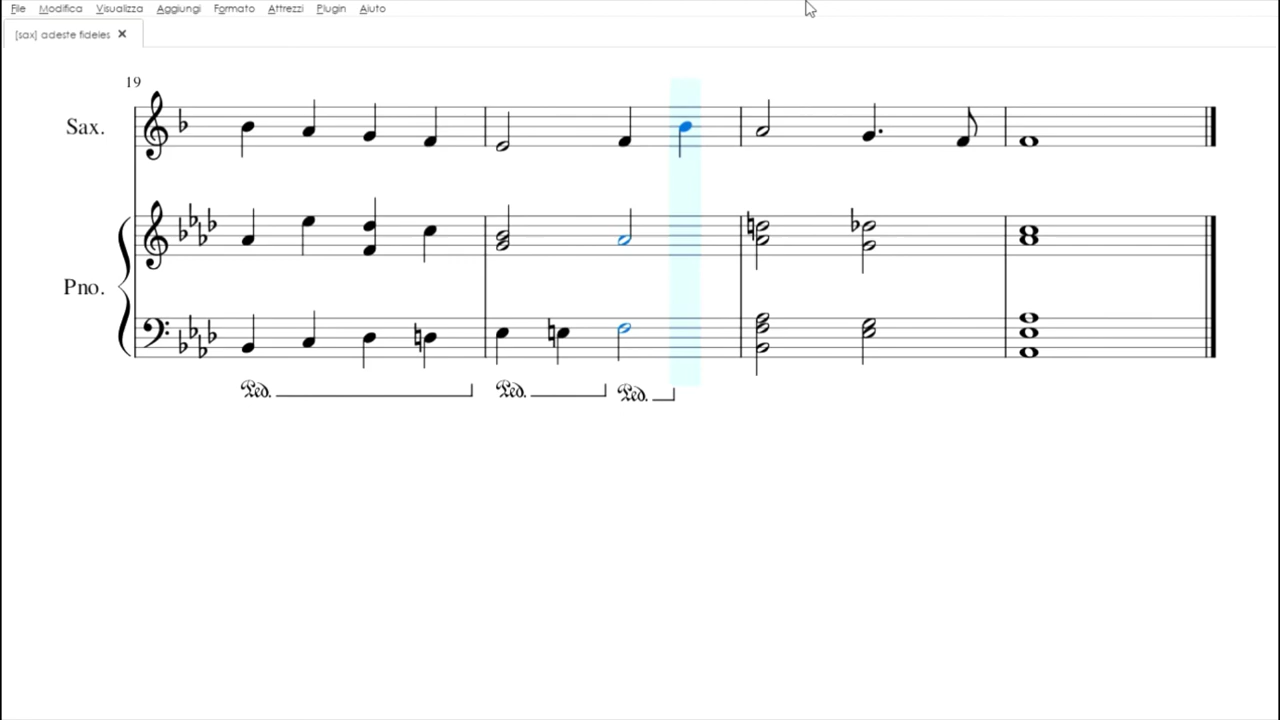 File Modifica Visualizza Aggiungi Formato Attrezzi Plugin Aiuto
[sax] adeste fideles
19
Sax.
Pno.
Ped. Ped. Ped.